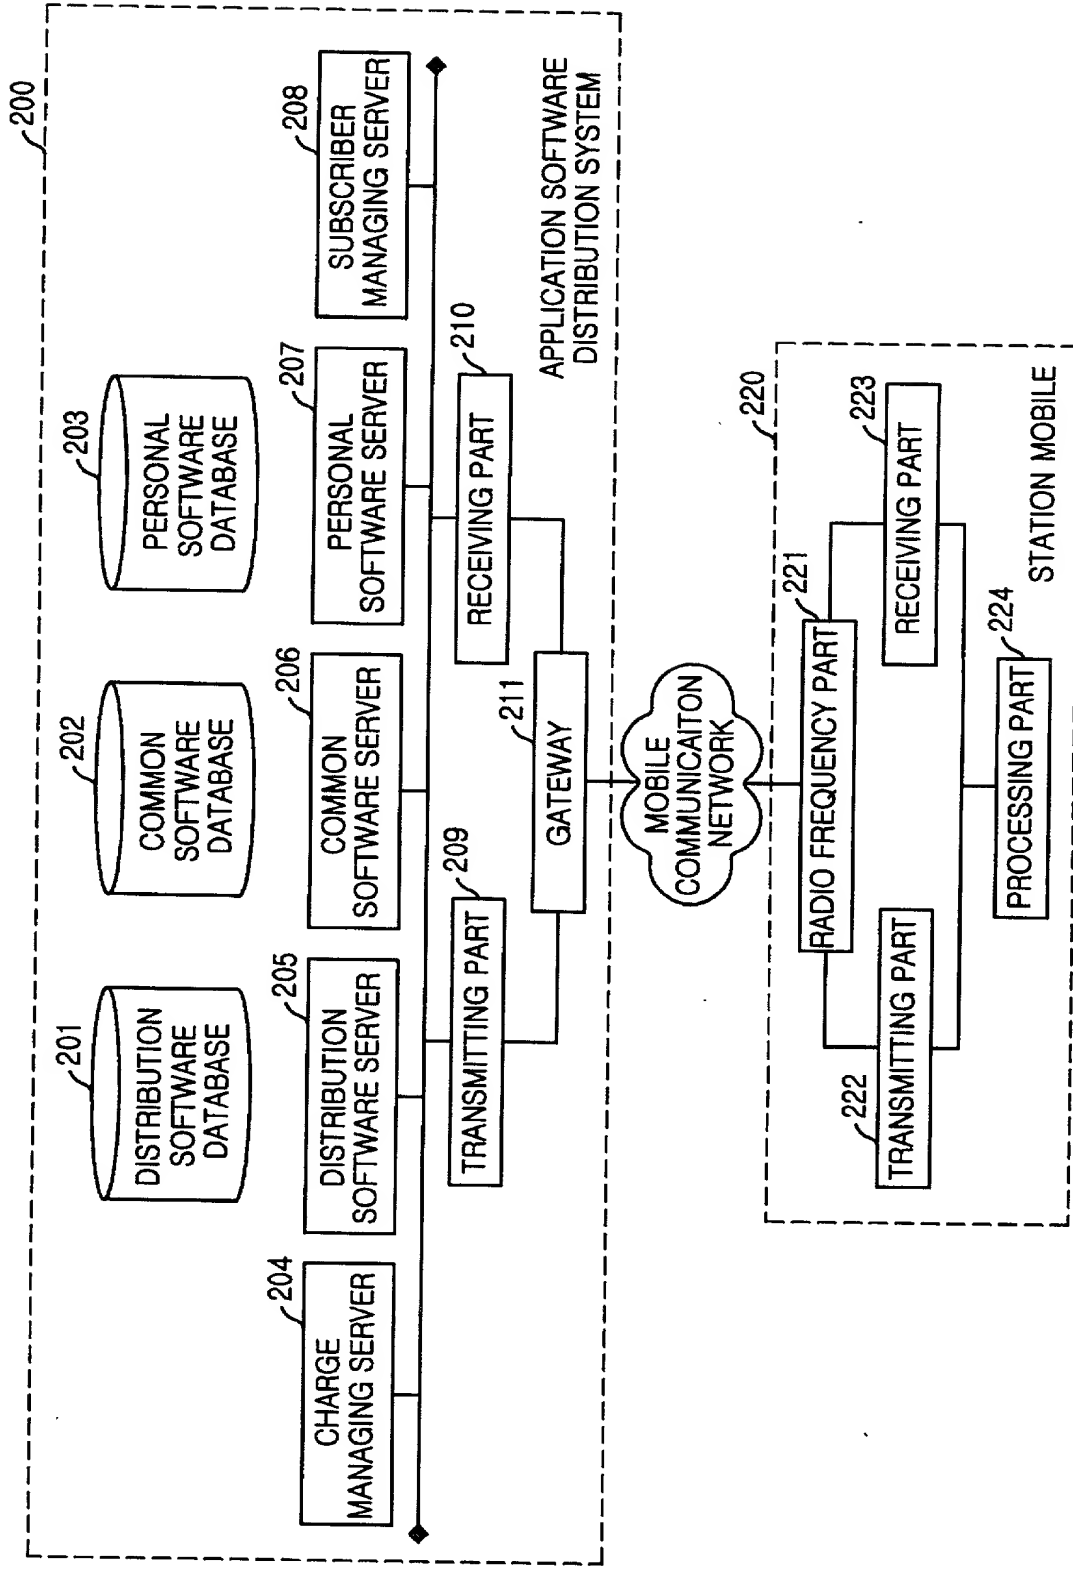 200
201
DISTRIBUTION
SOFTWARE
DATABASE
202
COMMON
SOFTWARE
DATABASE
203
PERSONAL
SOFTWARE
DATABASE
204
CHARGE
MANAGING SERVER
205
DISTRIBUTION
SOFTWARE SERVER
206
COMMON
SOFTWARE SERVER
207
PERSONAL
SOFTWARE SERVER
208
SUBSCRIBER
MANAGING SERVER
209
TRANSMITTING PART
210
RECEIVING PART
211
GATEWAY
APPLICATION SOFTWARE
DISTRIBUTION SYSTEM
MOBILE
COMMUNICAITON
NETWORK
220
221
RADIO FREQUENCY PART
222
TRANSMITTING PART
223
RECEIVING PART
224
PROCESSING PART
STATION MOBILE